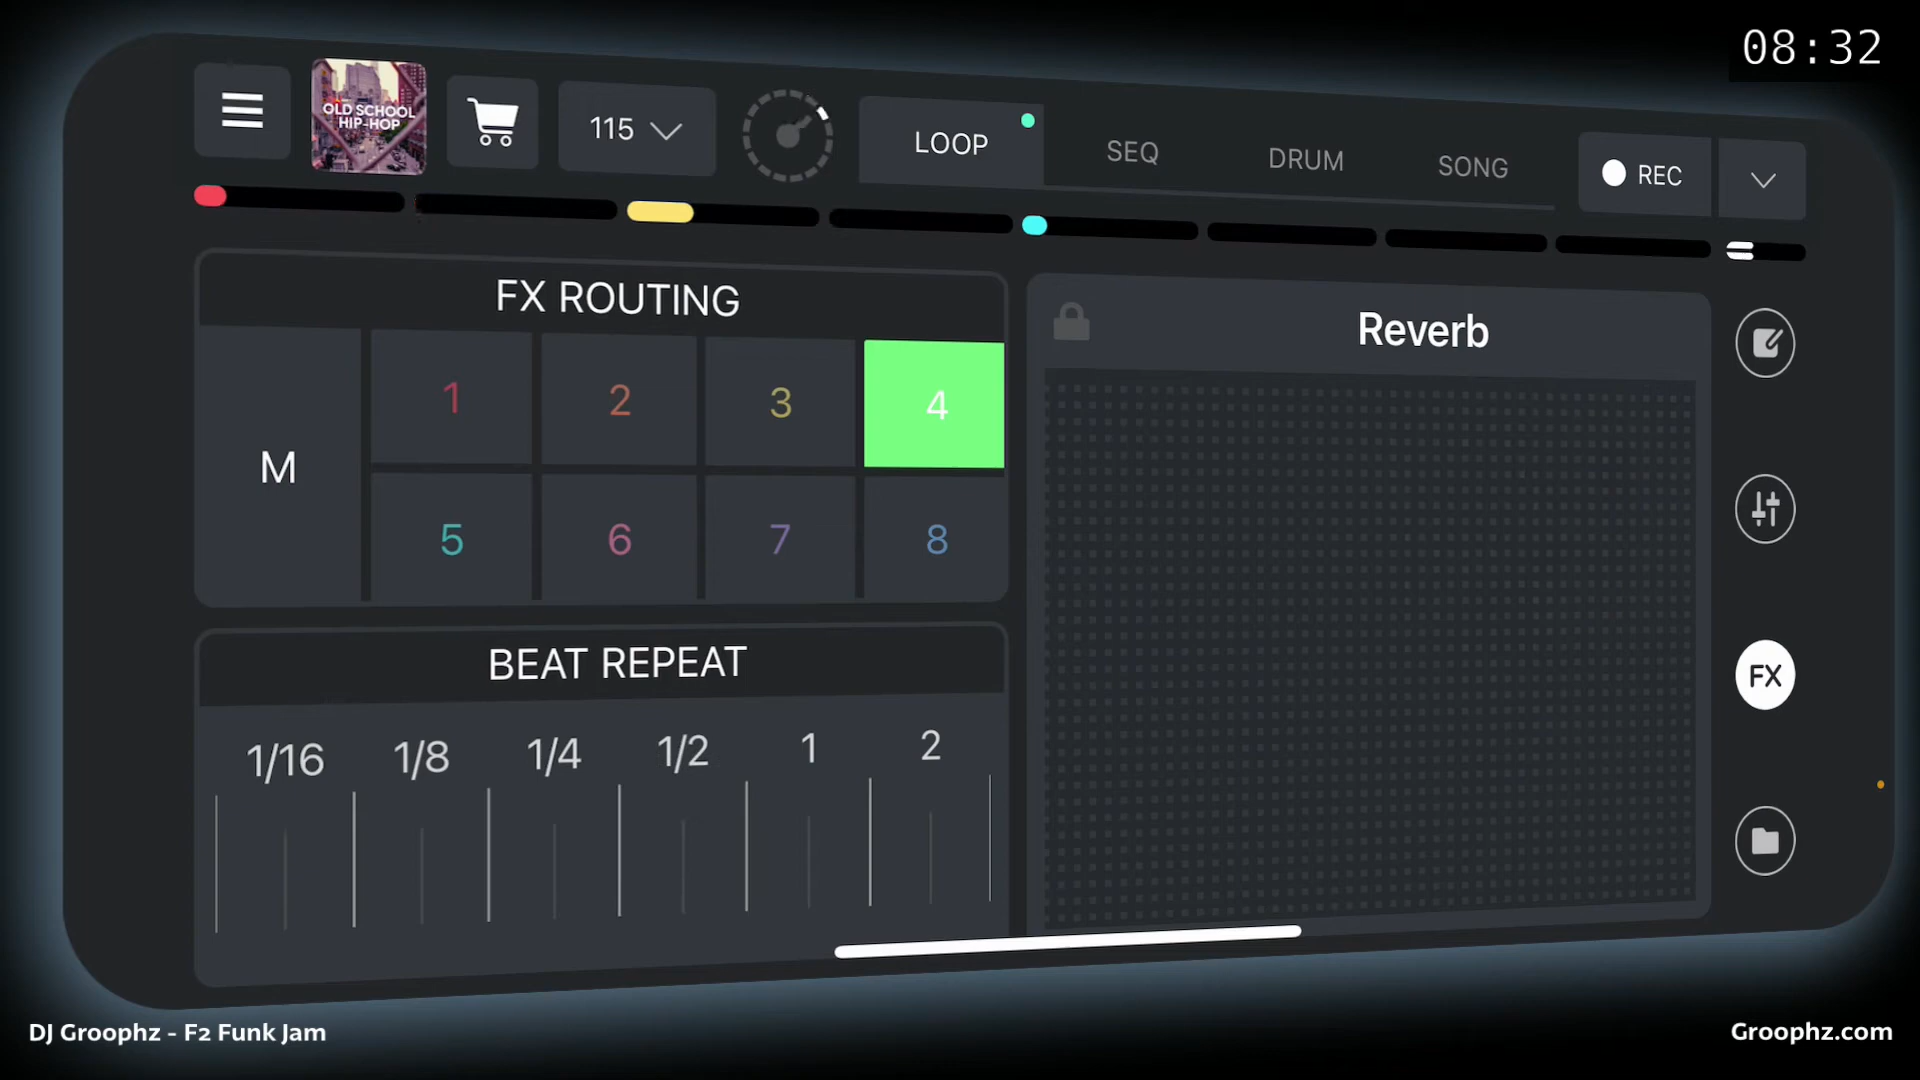 08:32
OLD SCHOOL
HIP-HOP
115
LOOP
SEQ
DRUM
SONG
REC
FX ROUTING
M
1
2
3
4
5
6
7
8
Reverb
FX
BEAT REPEAT
1/16
1/8
1/4
1/2
1
2
DJ Groophz - F2 Funk Jam
Groophz.com